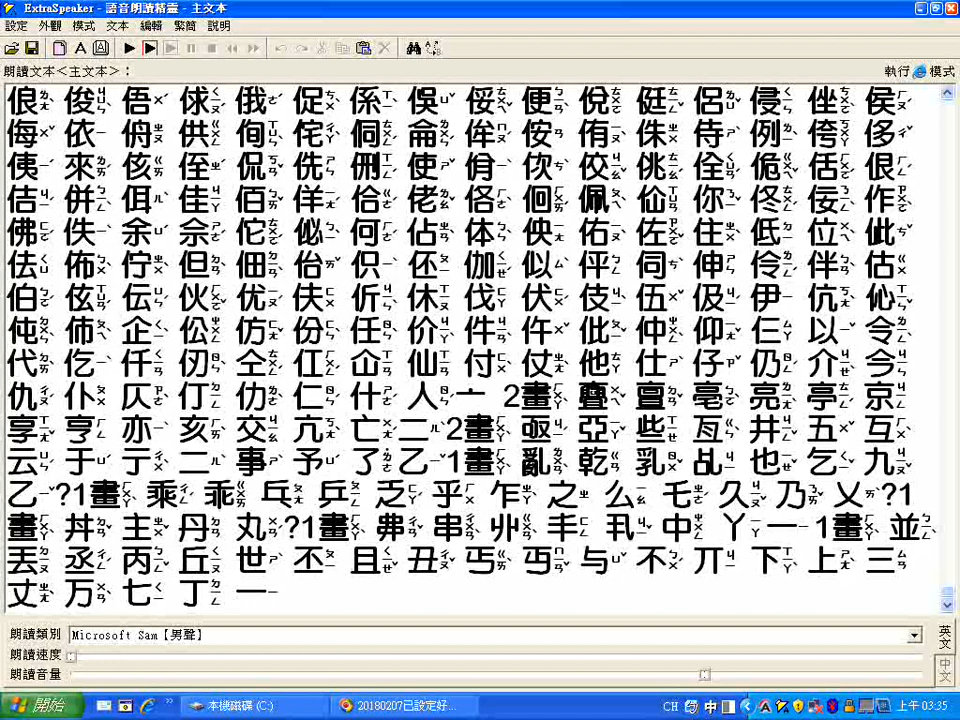 ExtraSpeaker - 語音朗讀精靈 - 主文本
設定 外觀 模式 文本 編輯 繁簡 說明
朗讀文本<主文本>： 執行 模式
俍 俊 俉 俅 俄 促 係 俁 俀 便 侻 侹 侶 侵 侳 侯
侮 依 侜 供 侚 侘 侗 侖 侔 侒 侑 侏 侍 例 侉 侈
侇 來 侅 侄 侃 侁 侀 使 佾 佽 佼 佻 佺 佹 佸 佷
佶 併 佴 佳 佰 佯 佮 佬 佫 佪 佩 佡 你 佟 佞 作
佛 佚 余 佘 佗 佖 何 佔 体 佒 佑 佐 住 低 位 佌
佉 佈 佇 但 佃 佁 伿 伾 伽 似 伻 伺 伸 伶 伴 估
伯 伭 伝 伙 优 伕 伒 休 伐 伏 伎 伍 伋 伊 伉 伈
伅 伂 企 伀 仿 份 任 价 件 仵 仳 仲 仰 仨 以 令
代 仡 仟 仞 仝 仜 仚 仙 付 仗 他 仕 仔 仍 介 今
仇 仆 仄 仃 仂 仁 什 人 亠 2畫 亹 亶 亳 亮 亭 京
享 亨 亦 亥 交 亢 亡 二 2畫 亟 亞 些 亙 井 五 互
云 于 亍 二 事 予 了 乙 1畫 亂 乾 乳 乩 也 乞 九
乙 ?1畫 乘 乖 乓 乒 乏 乎 乍 之 么 乇 久 乃 乂 ?1
畫 丼 主 丹 丸 ?1畫 弗 串 丱 丰 丮 中 丫 一 1畫 並
丟 丞 丙 丘 世 丕 且 丑 丐 丏 与 不 丌 下 上 三
丈 万 七 丁 一
朗讀類別 Microsoft Sam【男聲】 英文
朗讀速度
朗讀音量 中文
開始 本機磁碟 (C:) 20180207已設定好... CH 中 上午 03:35